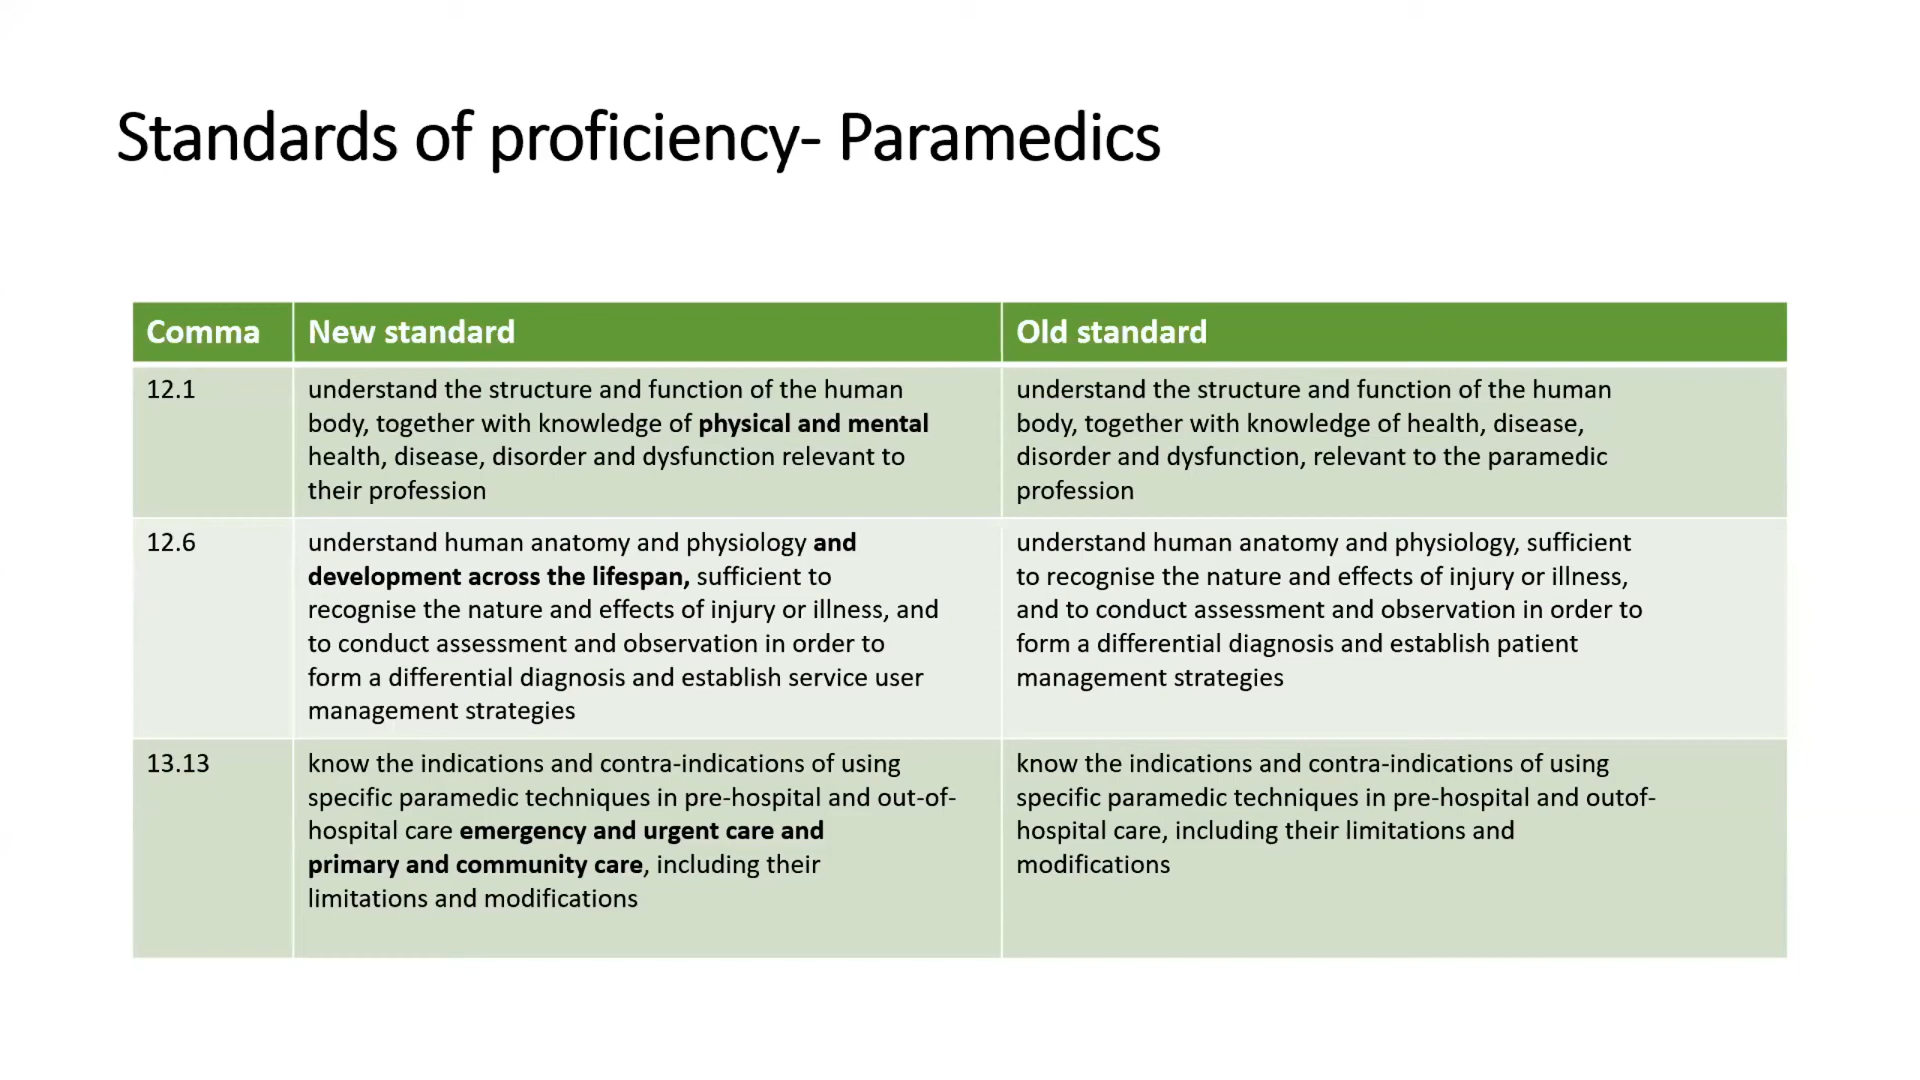 Standards of proficiency- Paramedics
Comma
New standard
Old standard
12.1
understand the structure and function of the human
body, together with knowledge of physical and mental
health, disease, disorder and dysfunction relevant to
their profession
understand the structure and function of the human
body, together with knowledge of health, disease,
disorder and dysfunction, relevant to the paramedic
profession
12.6
understand human anatomy and physiology and
development across the lifespan, sufficient to
recognise the nature and effects of injury or illness, and
to conduct assessment and observation in order to
form a differential diagnosis and establish service user
management strategies
understand human anatomy and physiology, sufficient
to recognise the nature and effects of injury or illness,
and to conduct assessment and observation in order to
form a differential diagnosis and establish patient
management strategies
13.13
know the indications and contra-indications of using
specific paramedic techniques in pre-hospital and out-of-
hospital care emergency and urgent care and
primary and community care, including their
limitations and modifications
know the indications and contra-indications of using
specific paramedic techniques in pre-hospital and outof-
hospital care, including their limitations and
modifications